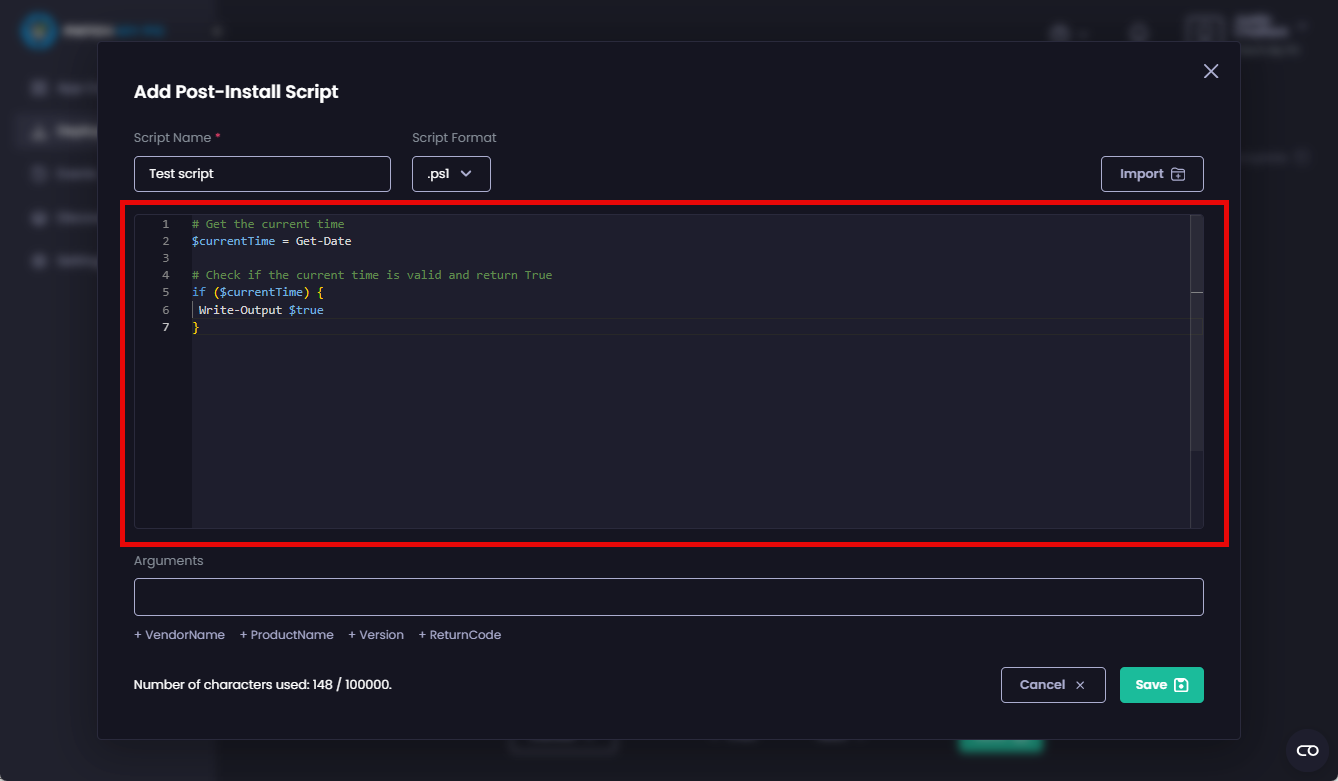 Add Post-Install Script
Script Name *
Script Format
Test script
.ps1
Import
1 # Get the current time
2 $currentTime = Get-Date
3
4 # Check if the current time is valid and return True
5 if ($currentTime) {
6 Write-Output $true
7 }
Arguments
+ VendorName + ProductName + Version + ReturnCode
Number of characters used: 148 / 100000.
Cancel
Save